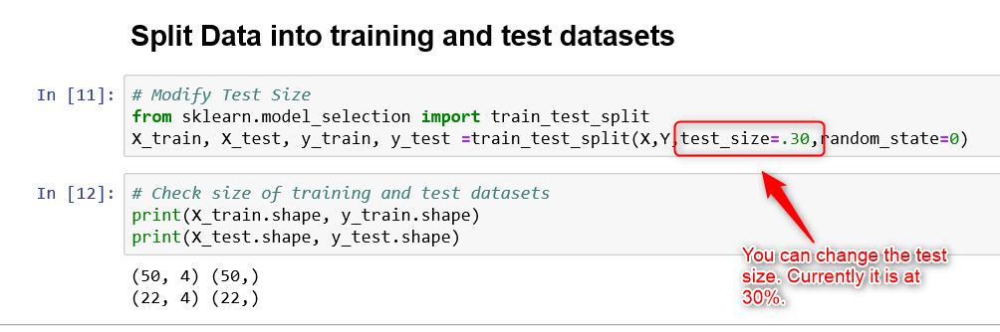 Split Data into training and test datasets
In [11]:
# Modify Test Size
from sklearn.model_selection import train_test_split
X_train, X_test, y_train, y_test =train_test_split(X,Y,test_size=.30,random_state=0)
In [12]:
# Check size of training and test datasets
print(X_train.shape, y_train.shape)
print(X_test.shape, y_test.shape)
(50, 4) (50,)
(22, 4) (22,)
You can change the test
size. Currently it is at
30%.